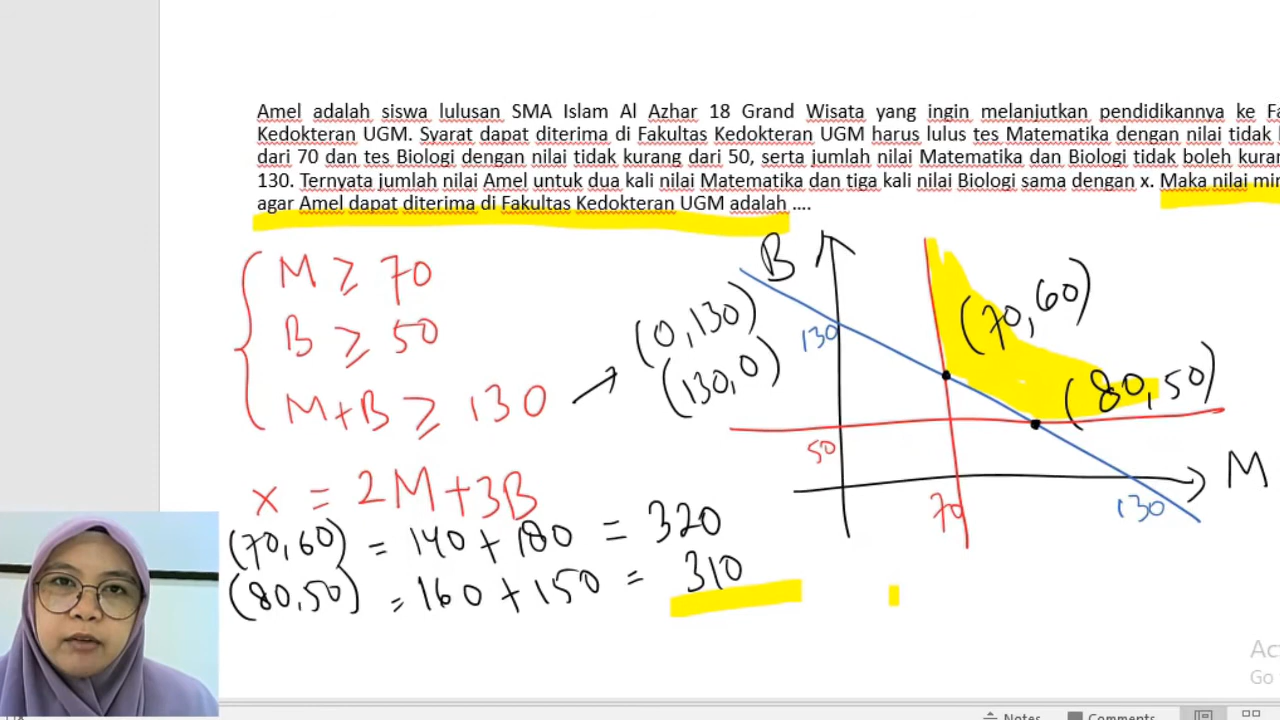 Amel adalah siswa lulusan SMA Islam Al Azhar 18 Grand Wisata yang ingin melanjutkan pendidikannya ke Fa
Kedokteran UGM. Syarat dapat diterima di Fakultas Kedokteran UGM harus lulus tes Matematika dengan nilai tidak
dari 70 dan tes Biologi dengan nilai tidak kurang dari 50, serta jumlah nilai Matematika dan Biologi tidak boleh kuran
130. Ternyata jumlah nilai Amel untuk dua kali nilai Matematika dan tiga kali nilai Biologi sama dengan x. Maka nilai min
agar Amel dapat diterima di Fakultas Kedokteran UGM adalah ....
M ≥ 70
B ≥ 50
M+B ≥ 130
(0,130)
(130,0)
B
130
50
70
130
M
(70,60)
(80,50)
x = 2M+3B
(70,60) = 140 + 180 = 320
(80,50) = 160 + 150 = 310
Act
Go
Notes
Comments